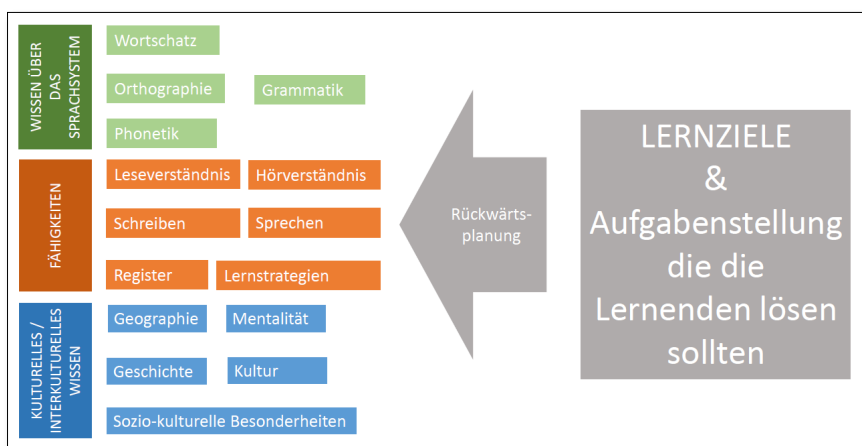 WISSEN ÜBER
DAS
SPRACHSYSTEM
Wortschatz
Orthographie
Grammatik
Phonetik
FÄHIGKEITEN
Leseverständnis
Hörverständnis
Schreiben
Sprechen
Register
Lernstrategien
KULTURELLES /
INTERKULTURELLES
WISSEN
Geographie
Mentalität
Geschichte
Kultur
Sozio-kulturelle Besonderheiten
Rückwärts-
planung
LERNZIELE
&
Aufgabenstellung
die die
Lernenden lösen
sollten